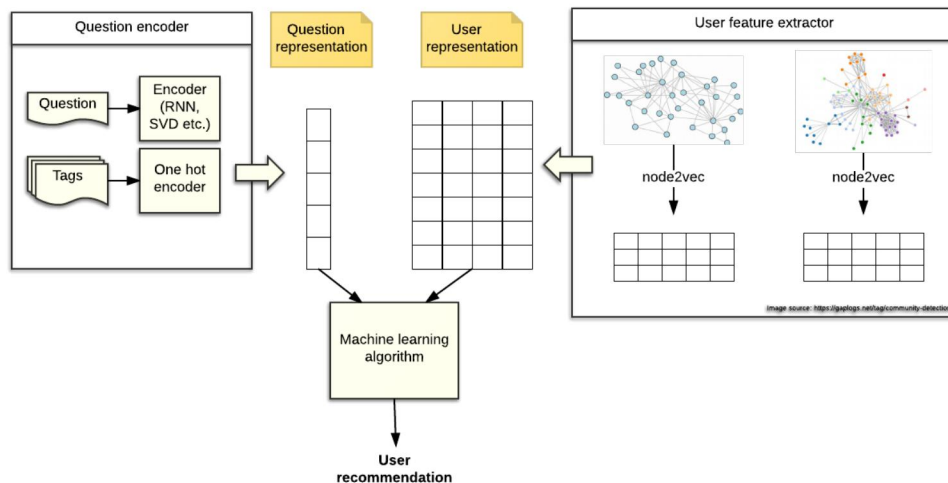 Question encoder
Question
Encoder
(RNN,
SVD etc.)
Tags
One hot
encoder
Question
representation
User
representation
User feature extractor
node2vec
node2vec
Image source: https://gaplogs.net/tag/community-detection
Machine learning
algorithm
User
recommendation